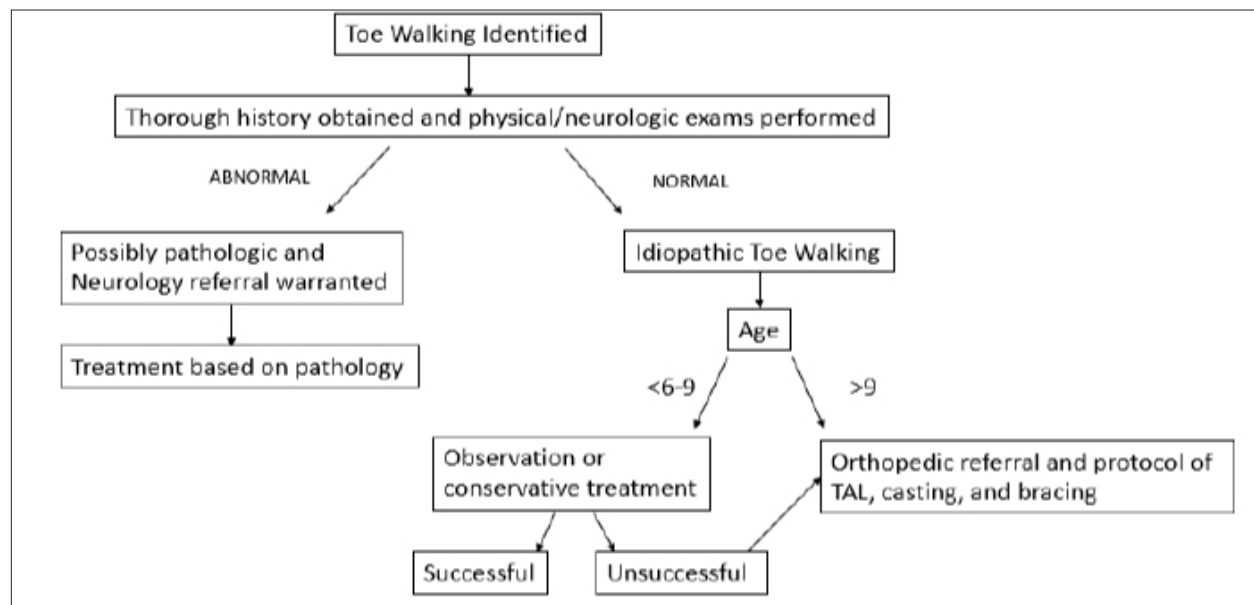 Toe Walking Identified
Thorough history obtained and physical/neurologic exams performed
ABNORMAL
NORMAL
Possibly pathologic and
Neurology referral warranted
Idiopathic Toe Walking
Treatment based on pathology
Age
<6-9
>9
Observation or
conservative treatment
Orthopedic referral and protocol of
TAL, casting, and bracing
Successful
Unsuccessful